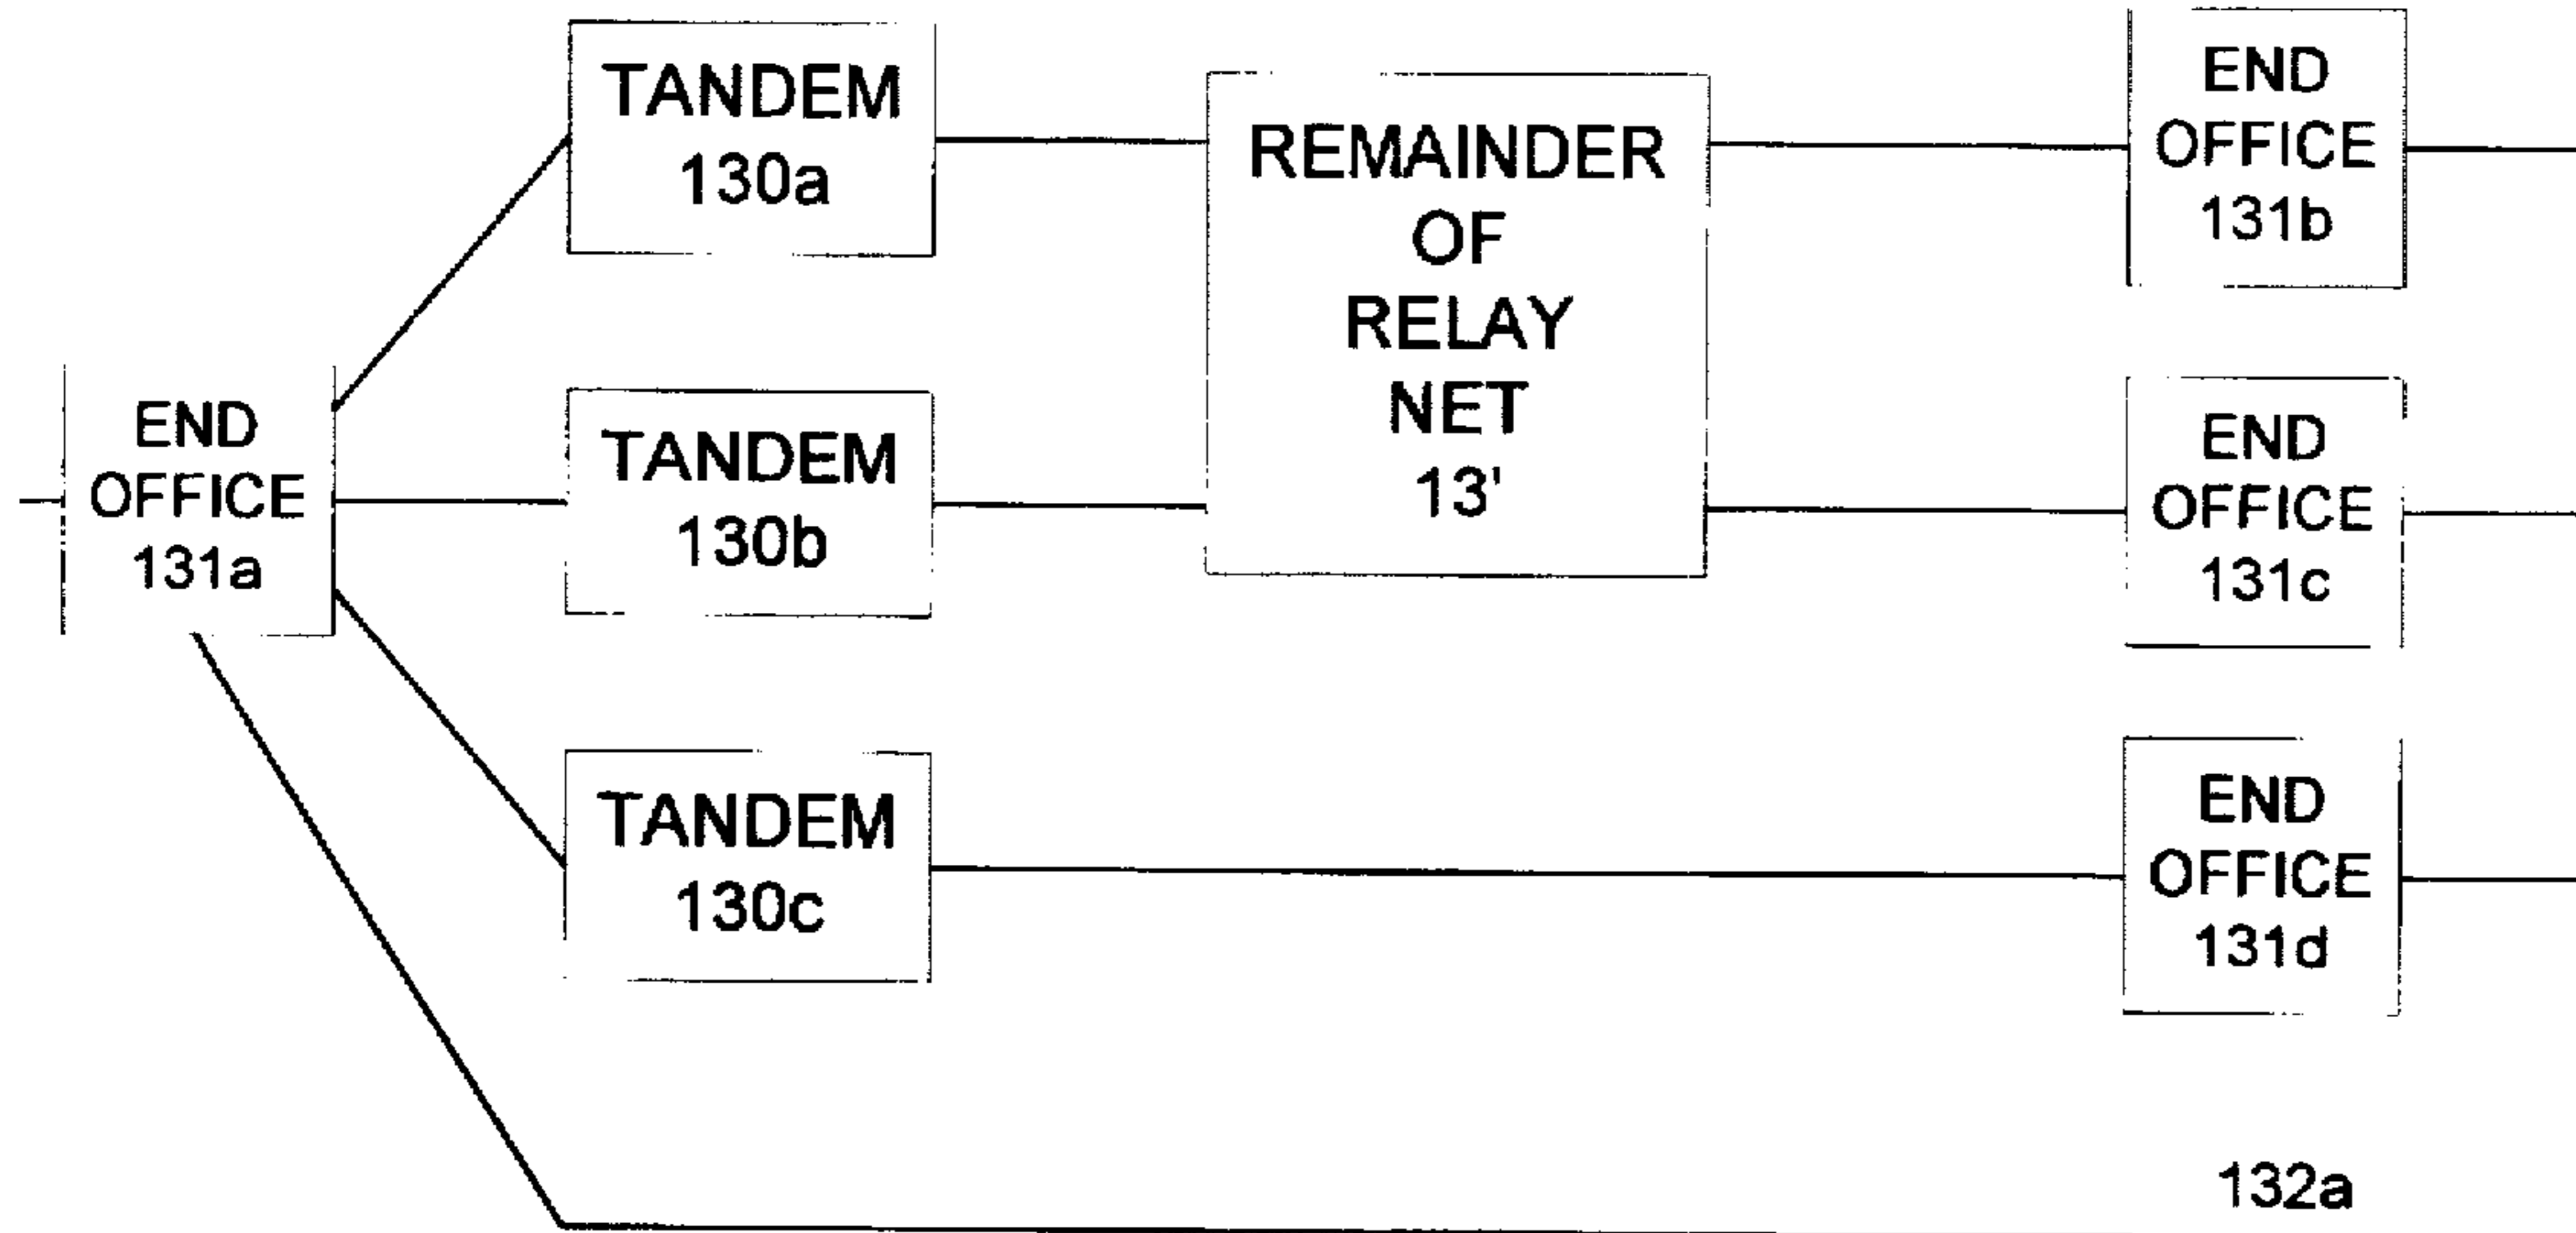 TANDEM
130a
REMAINDER
OF
RELAY
NET
13'
END
OFFICE
131b
END
OFFICE
131a
TANDEM
130b
END
OFFICE
131c
TANDEM
130c
END
OFFICE
131d
132a